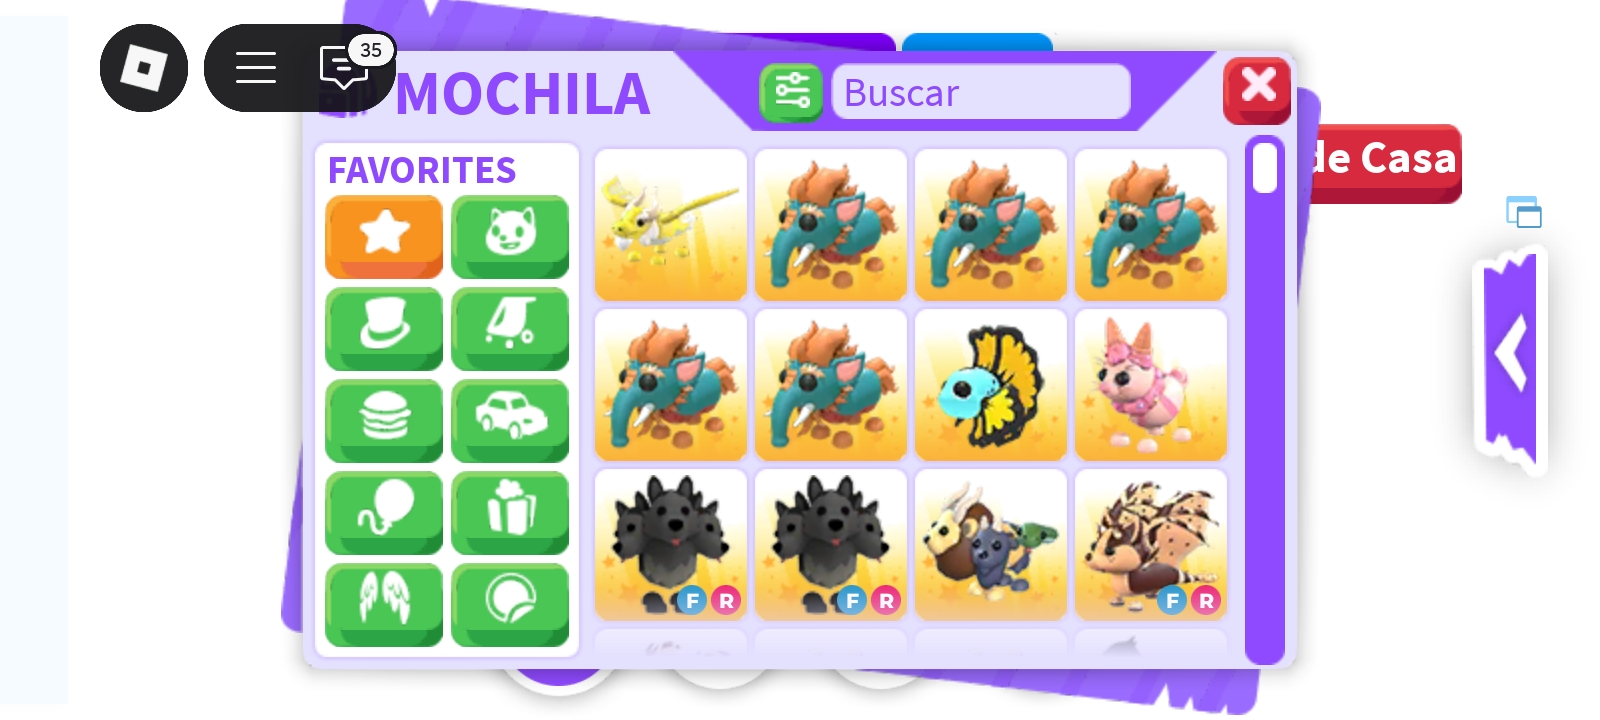 35
MOCHILA
Buscar
FAVORITES
de Casa
F R
F R
F R